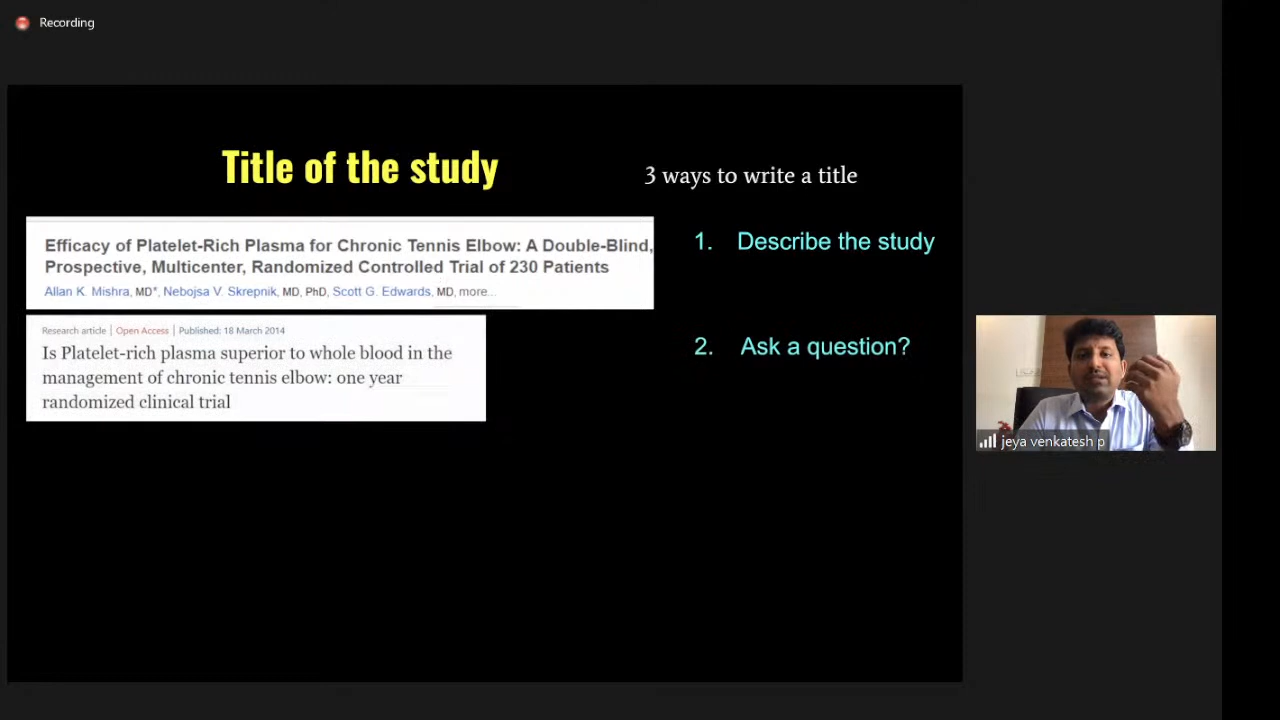 Recording
Title of the study
3 ways to write a title
Efficacy of Platelet-Rich Plasma for Chronic Tennis Elbow: A Double-Blind,
Prospective, Multicenter, Randomized Controlled Trial of 230 Patients
Allan K. Mishra, MD*, Nebojsa V. Skrepnik, MD, PhD, Scott G. Edwards, MD, more...
1. Describe the study
Research article | Open Access | Published: 18 March 2014
Is Platelet-rich plasma superior to whole blood in the
management of chronic tennis elbow: one year
randomized clinical trial
2. Ask a question?
jeya venkatesh p